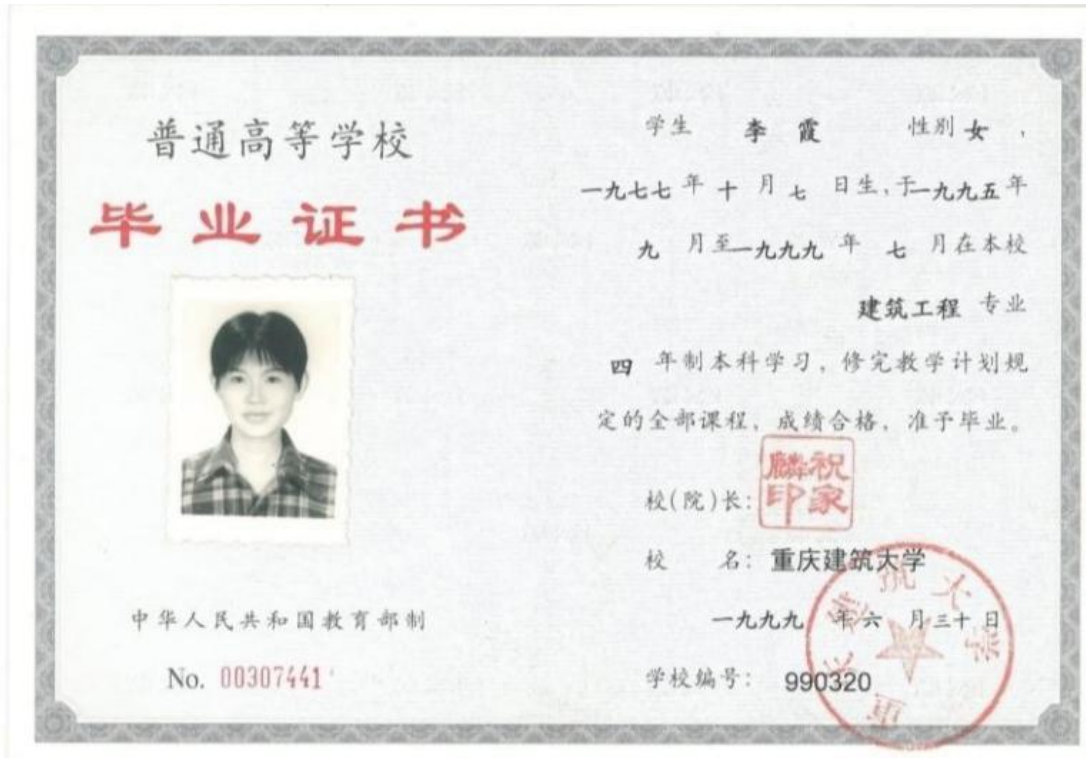 普通高等学校
毕业证书
中华人民共和国教育部制
No. 00307441
学生 李霞 性别 女，
一九七七 年 十 月 七 日生，于一九九五年
九 月至一九九九 年 七 月在本校
建筑工程 专业
四 年制本科学习，修完教学计划规
定的全部课程，成绩合格，准予毕业。
校(院)长：
祝家麟印
校 名：重庆建筑大学
一九九九 年六 月三十日
学校编号：990320
重庆建筑大学